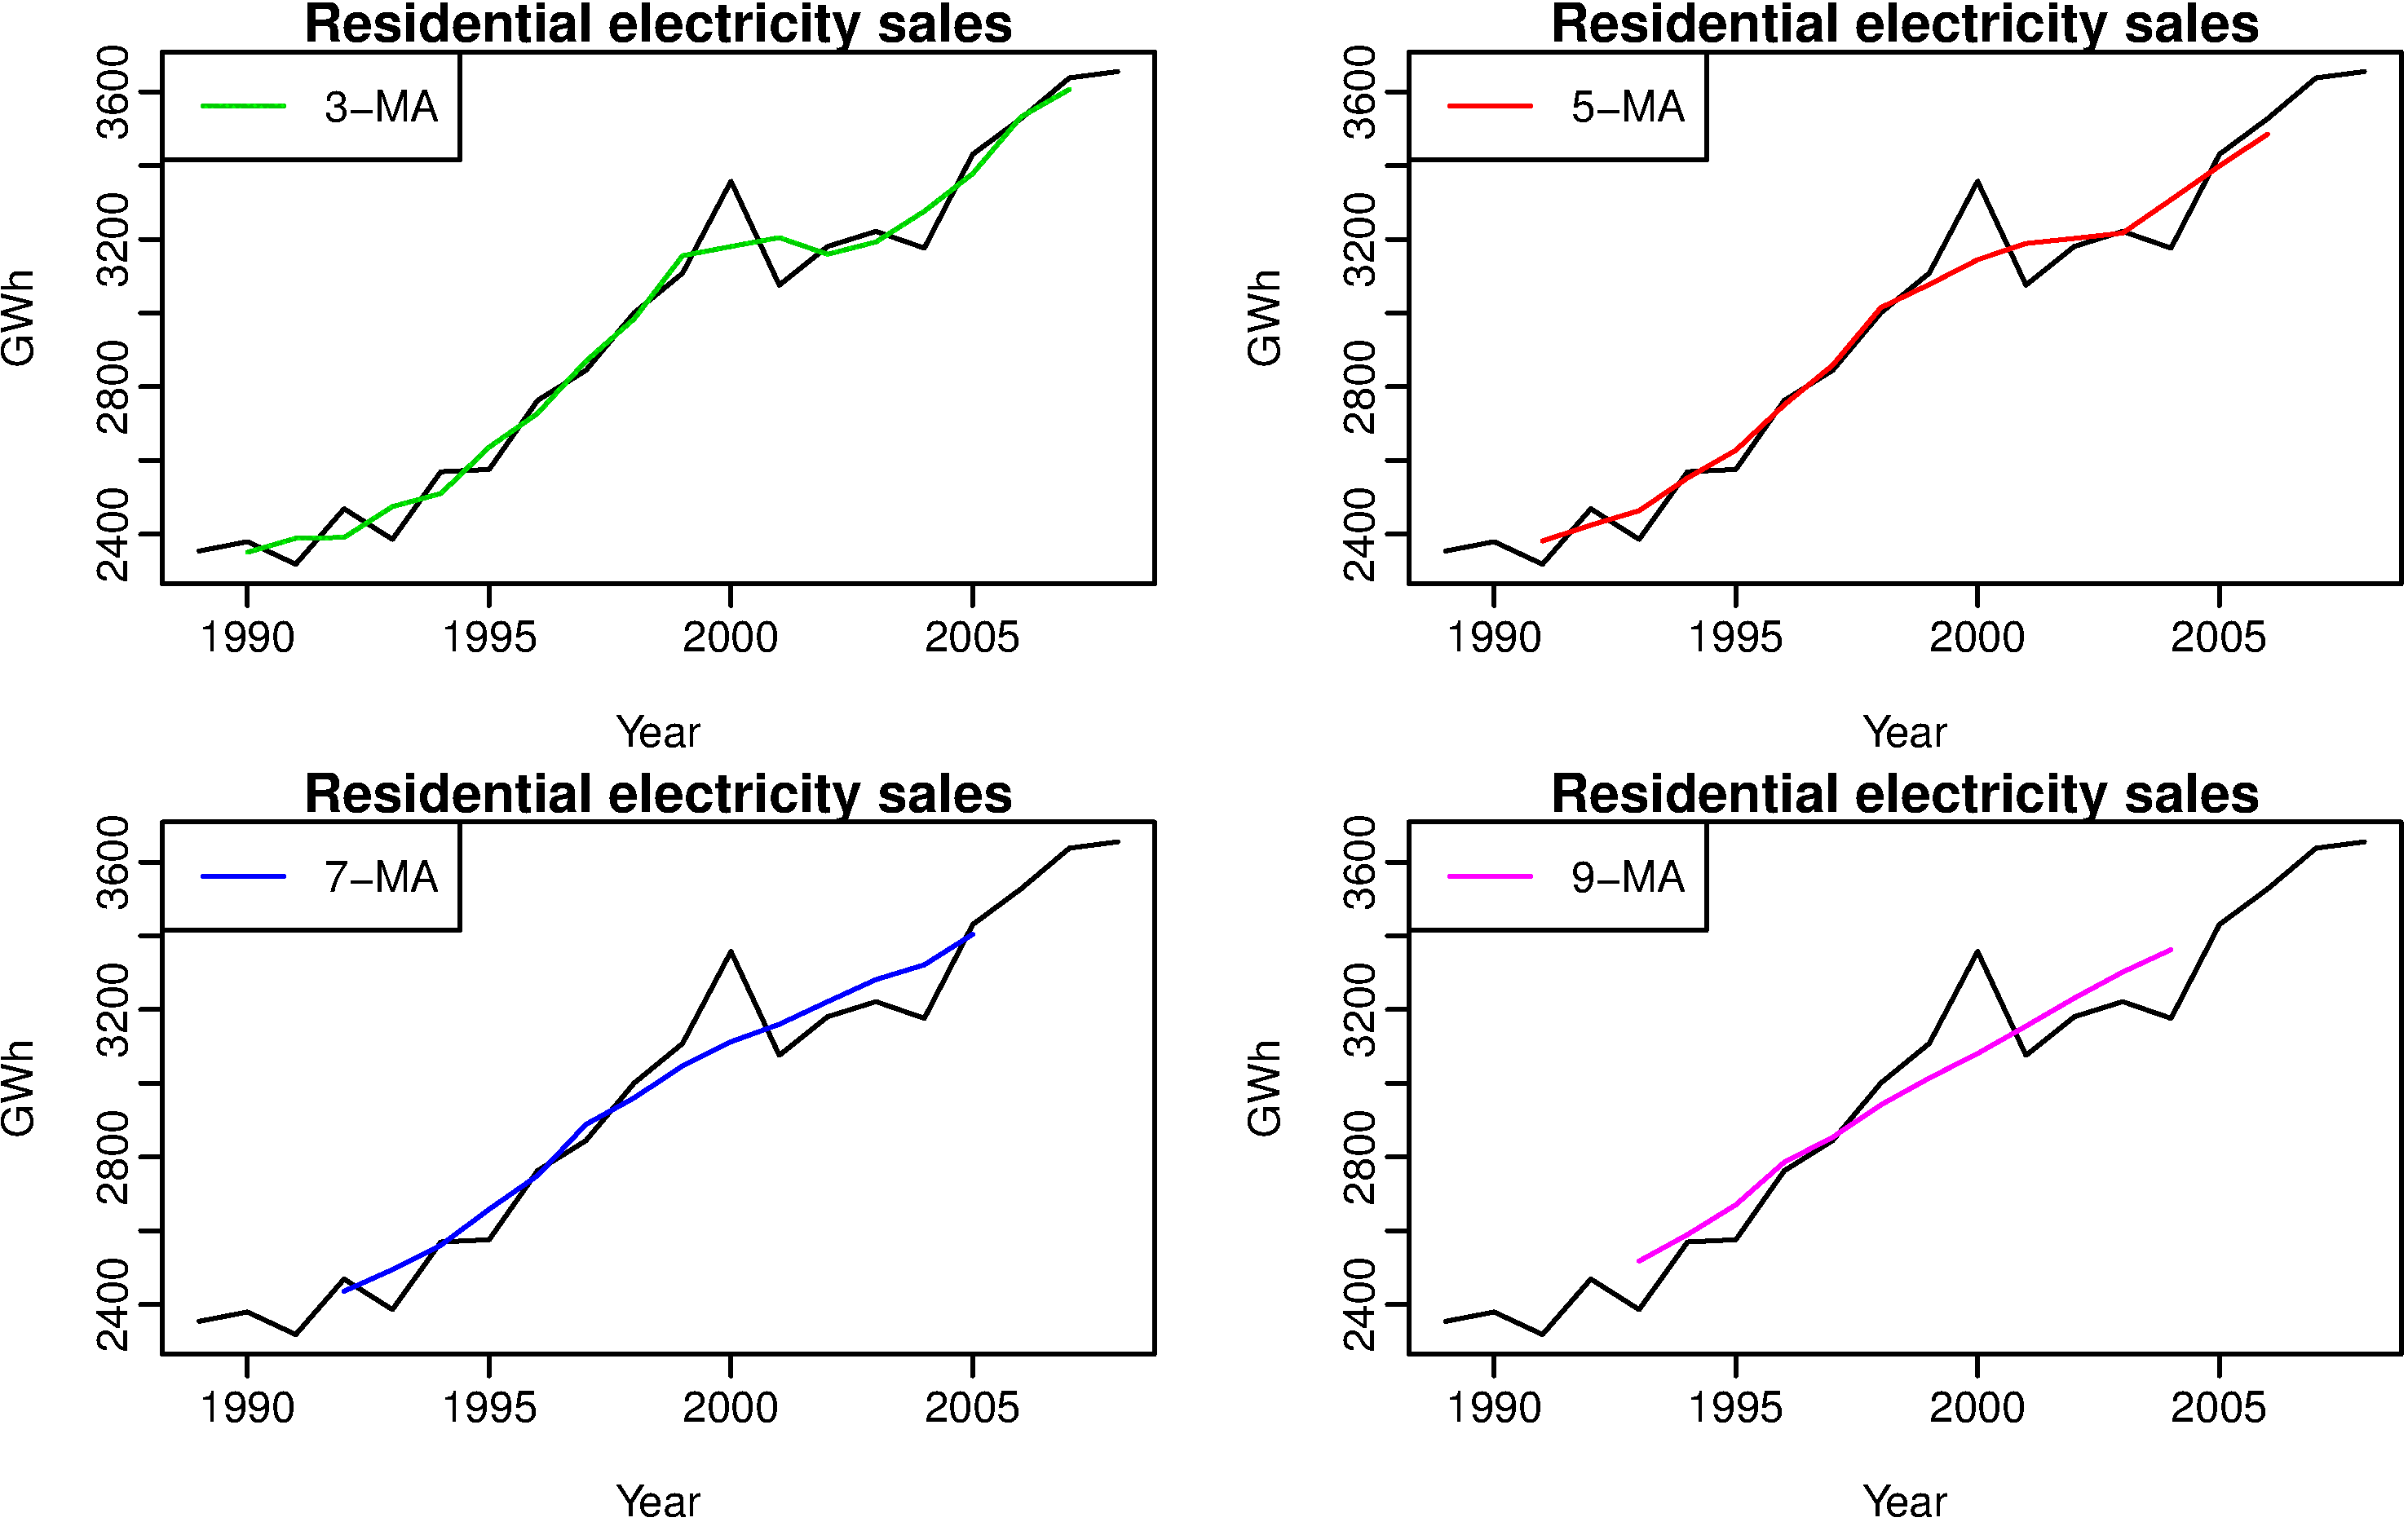 Residential electricity sales
3−MA
GWh
3600
3200
2800
2400
1990 1995 2000 2005
Year
Residential electricity sales
5−MA
GWh
3600
3200
2800
2400
1990 1995 2000 2005
Year
Residential electricity sales
7−MA
GWh
3600
3200
2800
2400
1990 1995 2000 2005
Year
Residential electricity sales
9−MA
GWh
3600
3200
2800
2400
1990 1995 2000 2005
Year